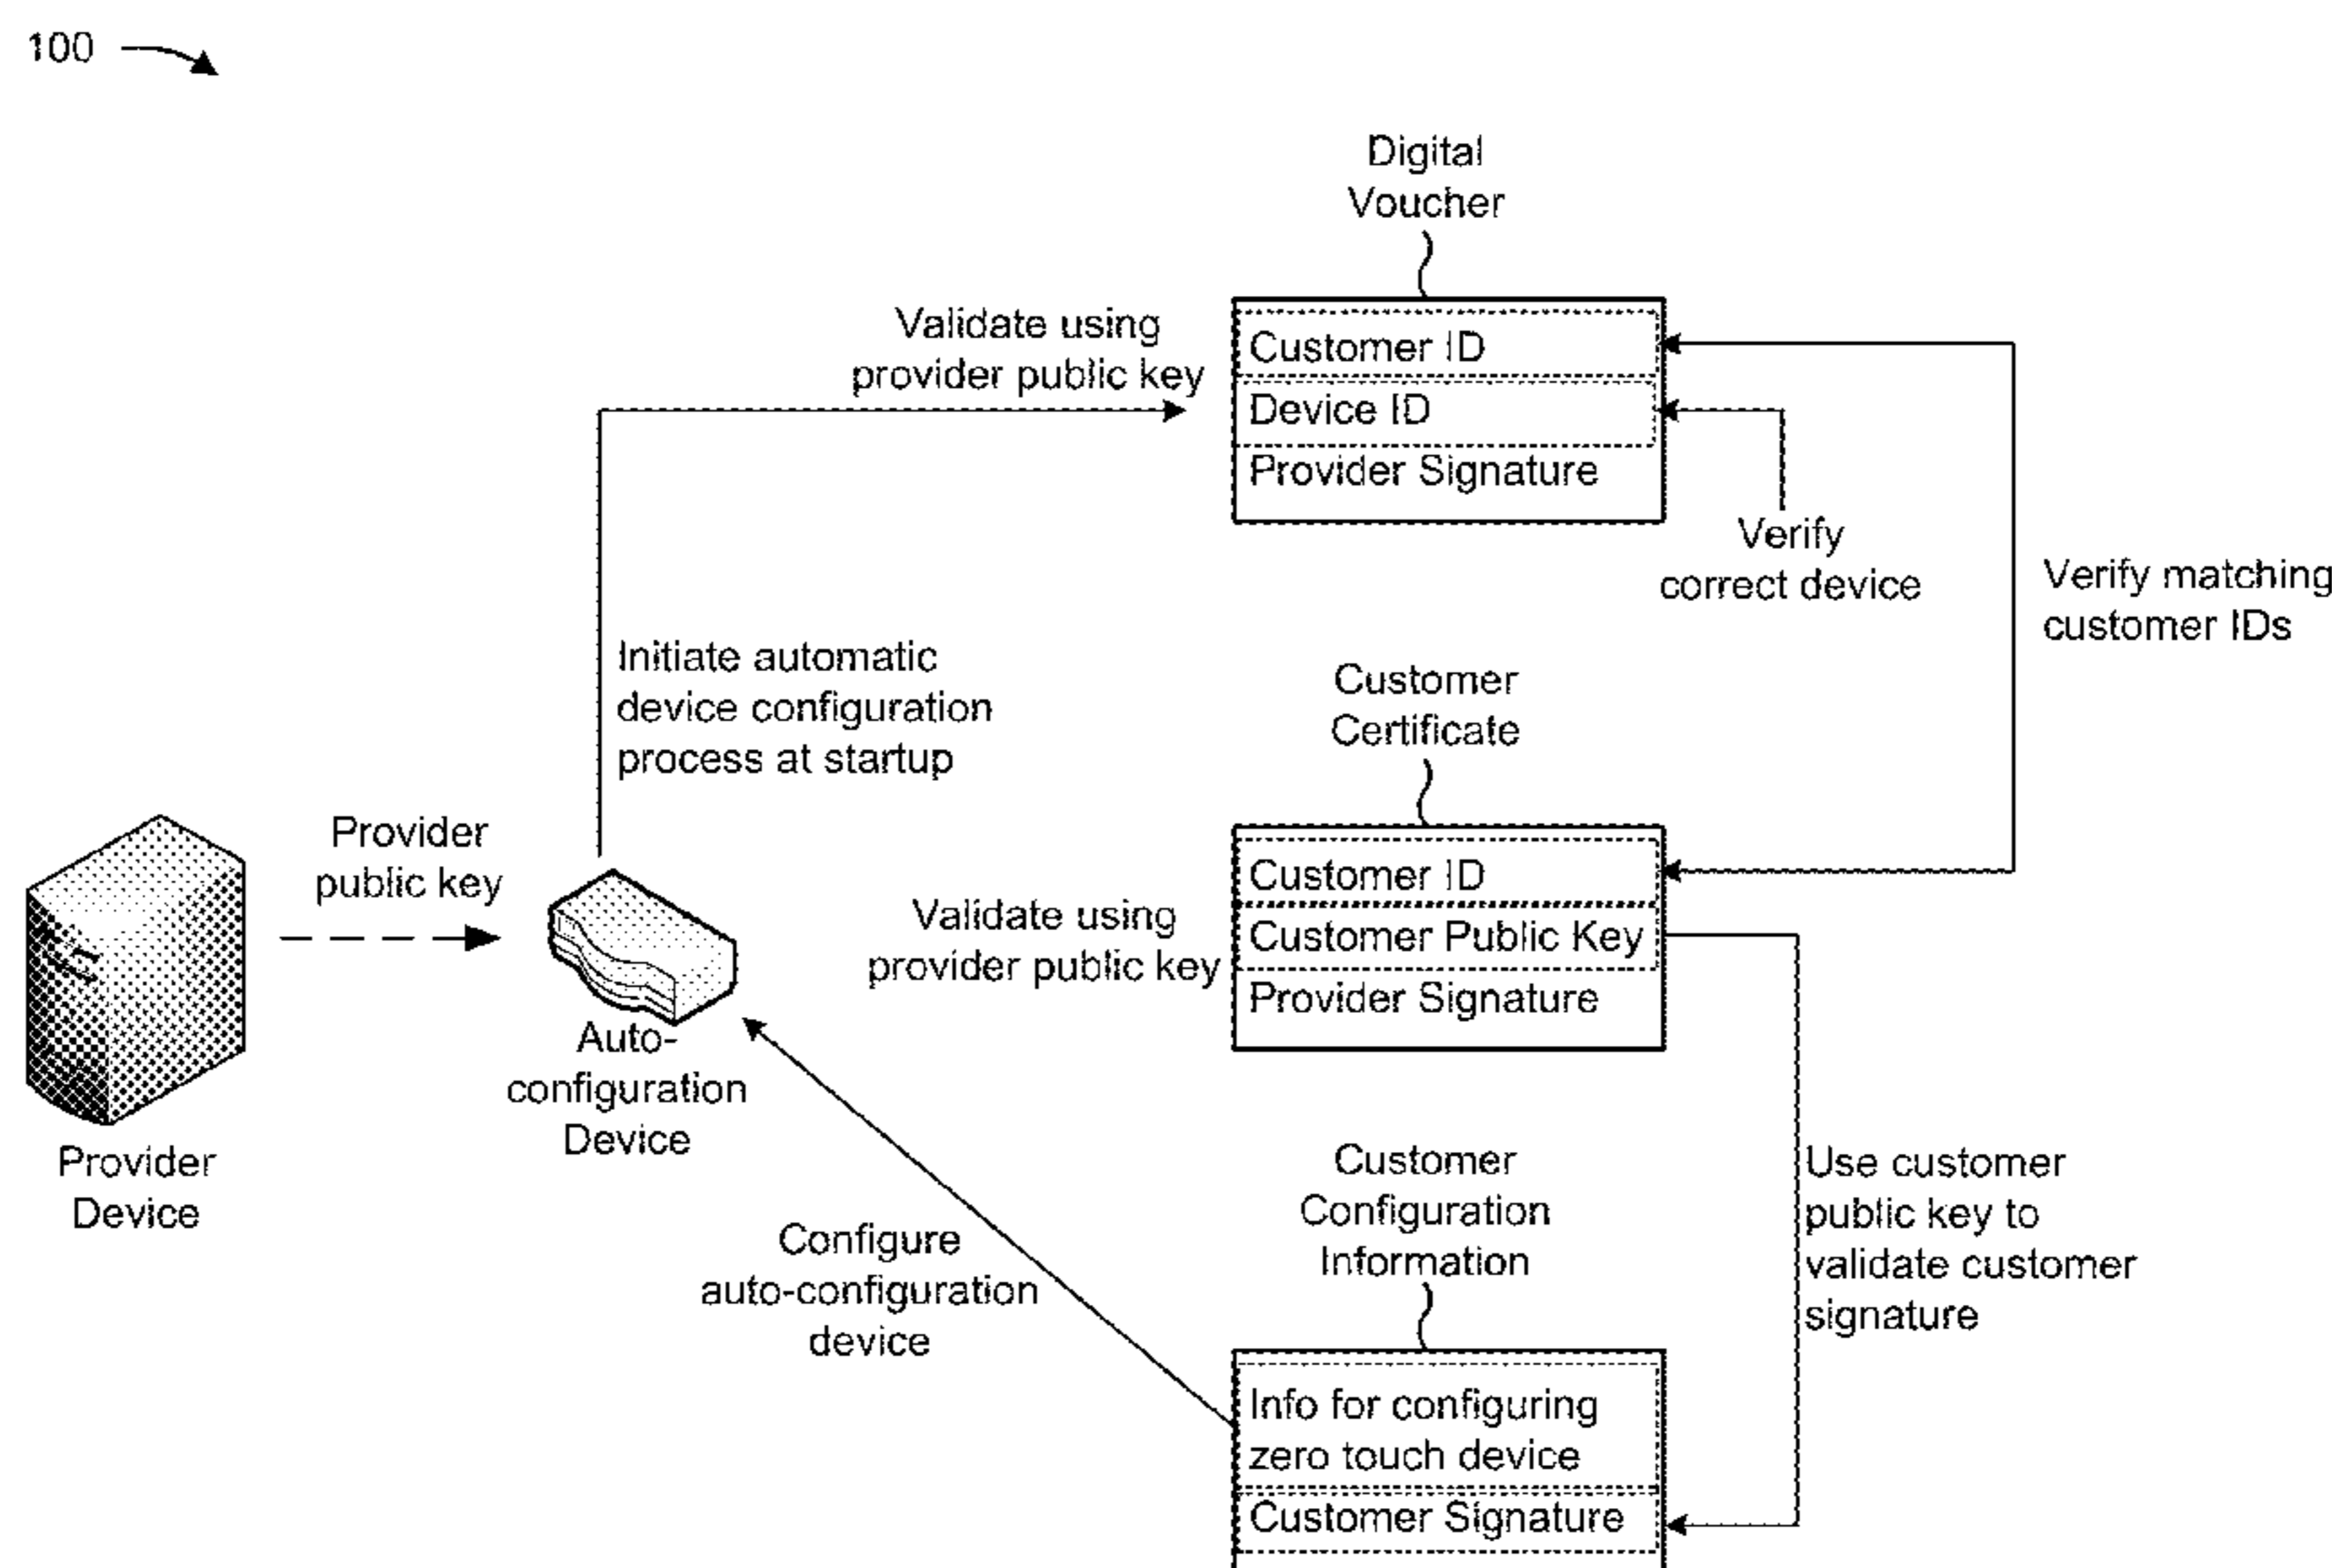 100
Digital
Voucher
Validate using
provider public key
Customer ID
Device ID
Provider Signature
Verify
correct device
Verify matching
customer IDs
Initiate automatic
device configuration
process at startup
Customer
Certificate
Provider
public key
Validate using
provider public key
Customer ID
Customer Public Key
Provider Signature
Auto-
configuration
Device
Provider
Device
Customer
Configuration
Information
Use customer
public key to
validate customer
signature
Configure
auto-configuration
device
Info for configuring
zero touch device
Customer Signature